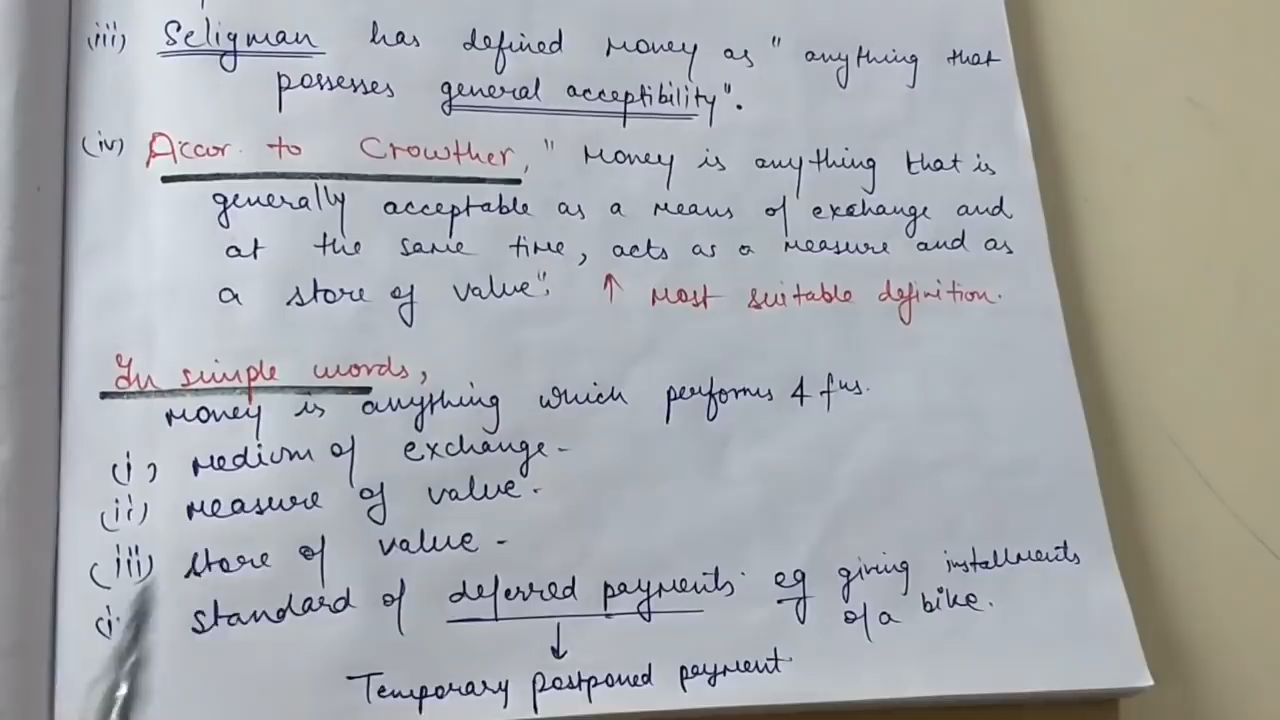 iii) Seligman has defined Money as "anything that
possesses general acceptibility".
(iv) Accor. to Crowther, "Money is anything that is
generally acceptable as a means of exchange and
at the same time, acts as a measure and as
a store of value". ↑ Most suitable definition.
In simple words,
Money is anything which performs 4 fns.
(i) Medium of exchange -
(ii) Measure of value -
(iii) Store of value -
standard of deferred payments eg giving installments
of a bike.
↓
Temporary postponed payment